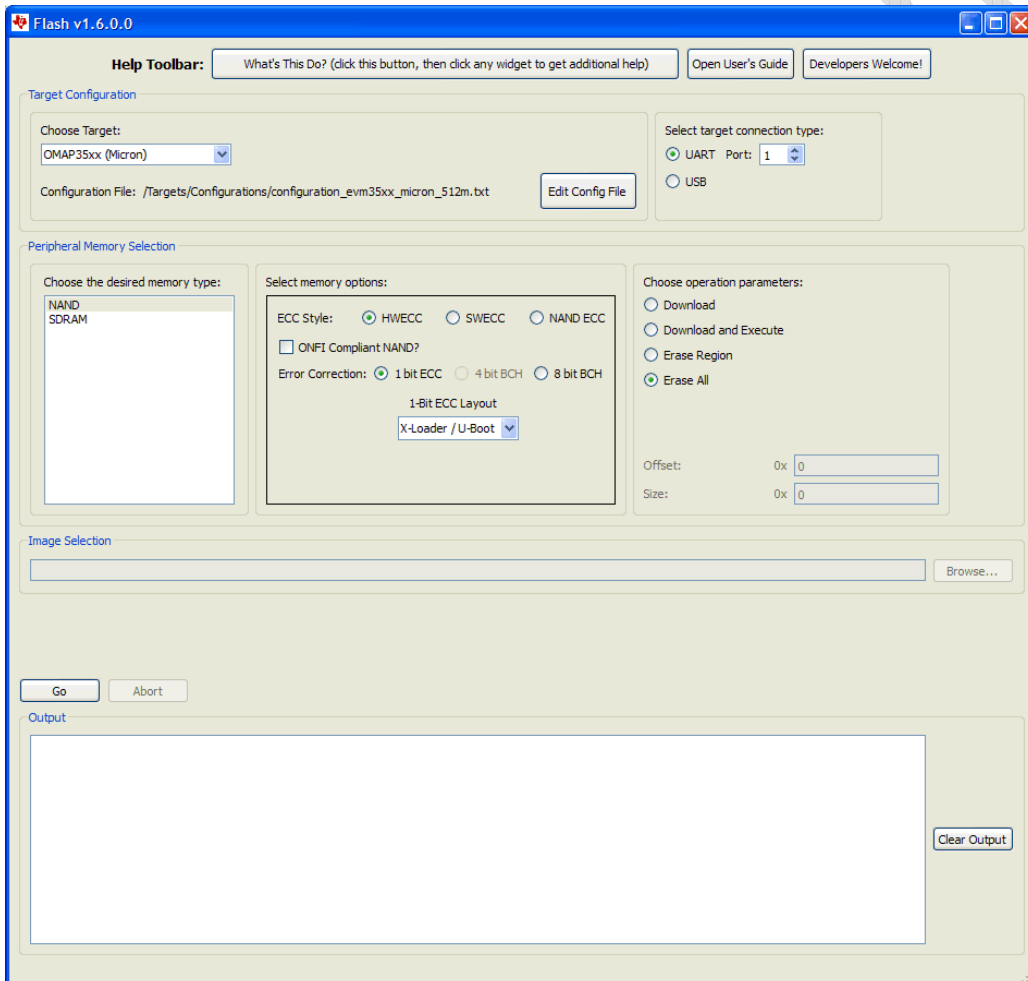 Flash v1.6.0.0
Help Toolbar: What's This Do? (click this button, then click any widget to get additional help) Open User's Guide Developers Welcome!
Target Configuration
Choose Target:
OMAP35xx (Micron)
Configuration File: /Targets/Configurations/configuration_evm35xx_micron_512m.txt Edit Config File
Select target connection type:
UART Port: 1
USB
Peripheral Memory Selection
Choose the desired memory type:
NAND
SDRAM
Select memory options:
ECC Style: HWECC SWECC NAND ECC
ONFI Compliant NAND?
Error Correction: 1 bit ECC 4 bit BCH 8 bit BCH
1-Bit ECC Layout
X-Loader / U-Boot
Choose operation parameters:
Download
Download and Execute
Erase Region
Erase All
Offset: 0x 0
Size: 0x 0
Image Selection
Browse...
Go Abort
Output
Clear Output